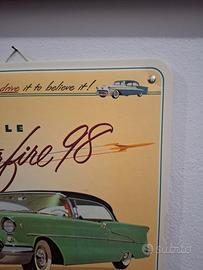 drive it to believe it!
LE
fire 98
subito